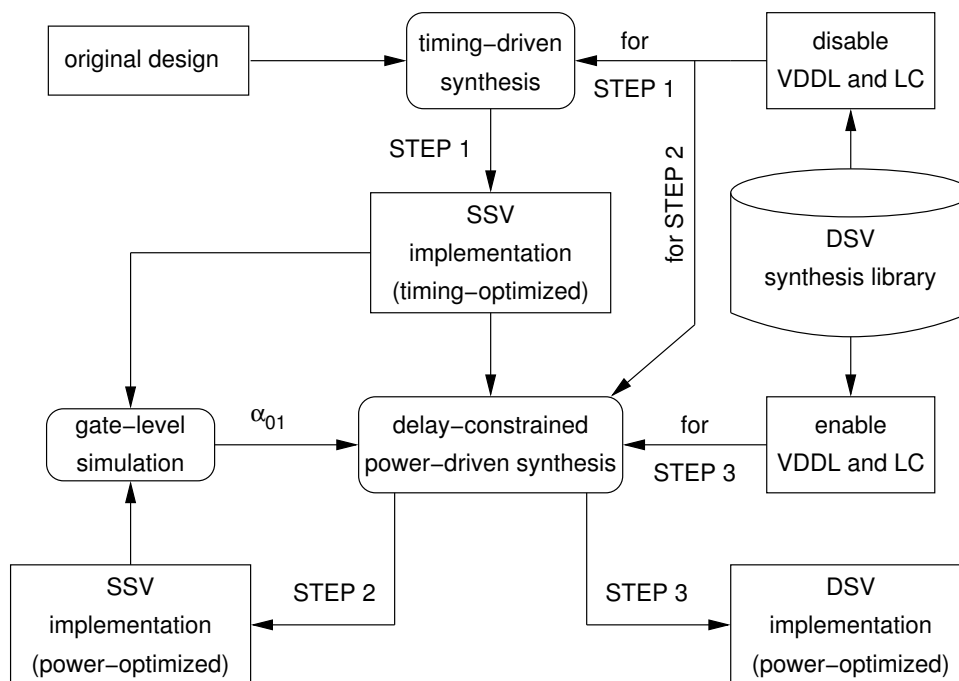 original design
timing−driven
synthesis
for
STEP 1
disable
VDDL and LC
STEP 1
for STEP 2
SSV
implementation
(timing−optimized)
DSV
synthesis library
gate−level
simulation
α01
delay−constrained
power−driven synthesis
for
STEP 3
enable
VDDL and LC
SSV
implementation
(power−optimized)
STEP 2
STEP 3
DSV
implementation
(power−optimized)